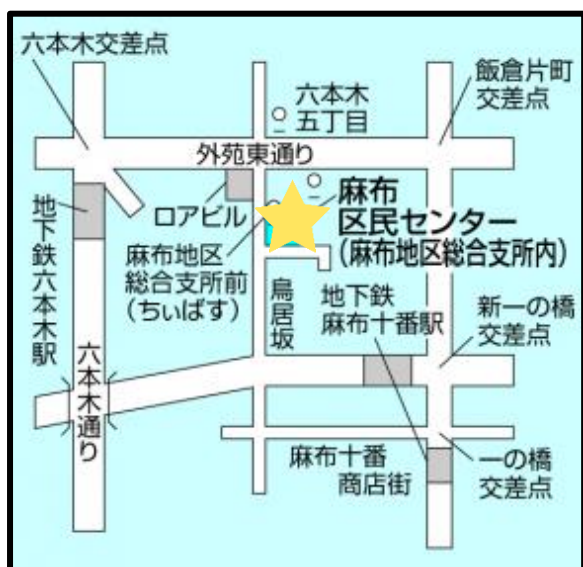 六本木交差点
飯倉片町
交差点
六本木
五丁目
外苑東通り
ロアビル
麻布
区民センター
(麻布地区総合支所内)
麻布地区
総合支所前
(ちぃばす)
地下鉄六本木駅
鳥居坂
地下鉄
麻布十番駅
新一の橋
交差点
六本木通り
麻布十番
商店街
一の橋
交差点